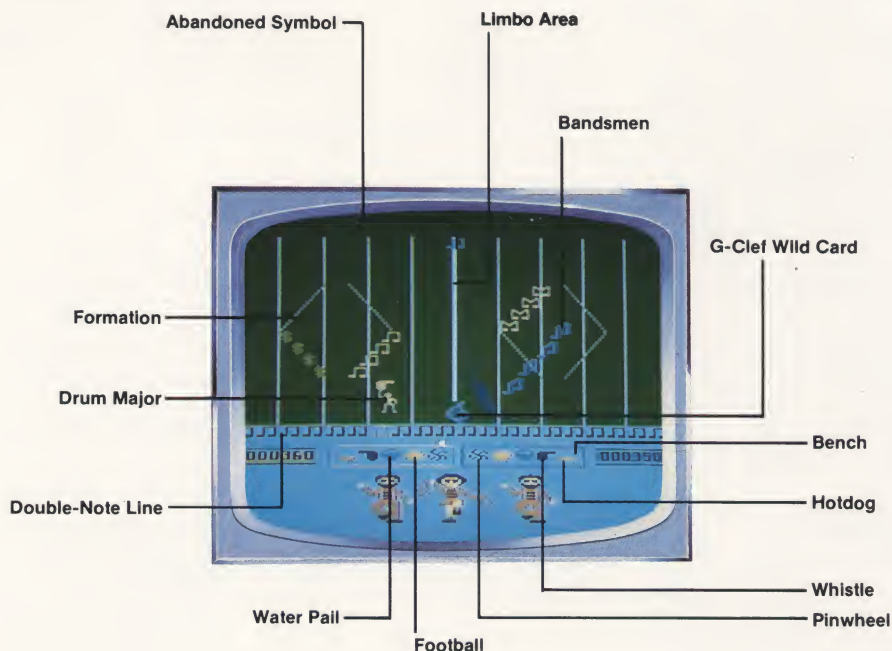 Abandoned Symbol
Limbo Area
Bandsmen
G-Clef Wild Card
Formation
Drum Major
Bench
000360
000350
Double-Note Line
Hotdog
Whistle
Water Pail
Pinwheel
Football